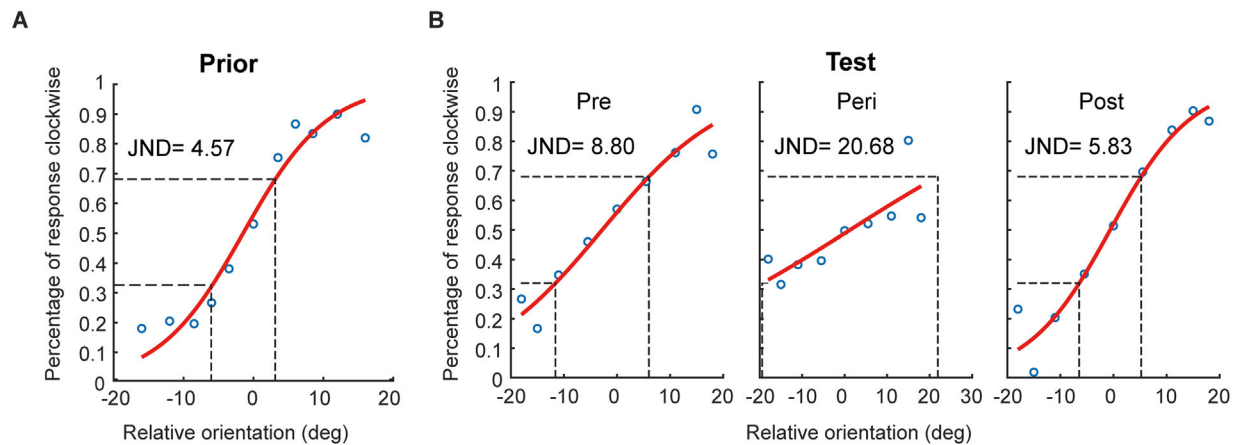 A
Prior
Percentage of response clockwise
1
0.9
0.8
0.7
0.6
0.5
0.4
0.3
0.2
0.1
0
JND= 4.57
-20 -10 0 10 20
Relative orientation (deg)
B
Test
Percentage of response clockwise
1
0.9
0.8
0.7
0.6
0.5
0.4
0.3
0.2
0.1
0
Pre
JND= 8.80
-20 -10 0 10 20
Peri
JND= 20.68
-20 -10 0 10 20 30
Post
JND= 5.83
-20 -10 0 10 20
Relative orientation (deg)